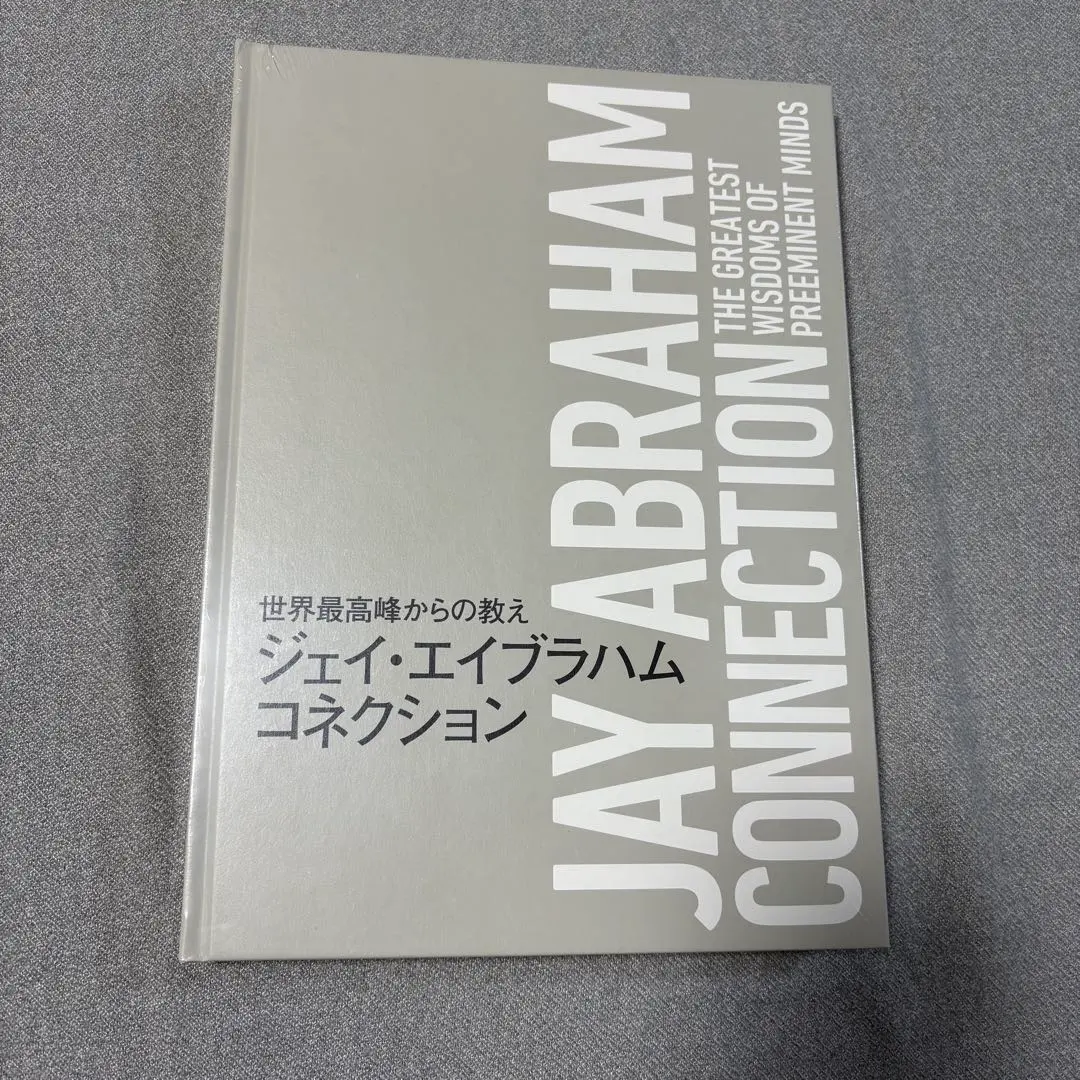 世界最高峰からの教え
ジェイ・エイブラハム
コネクション
JAY ABRAHAM
CONNECTION
THE GREATEST
WISDOMS OF
PREEMINENT MINDS